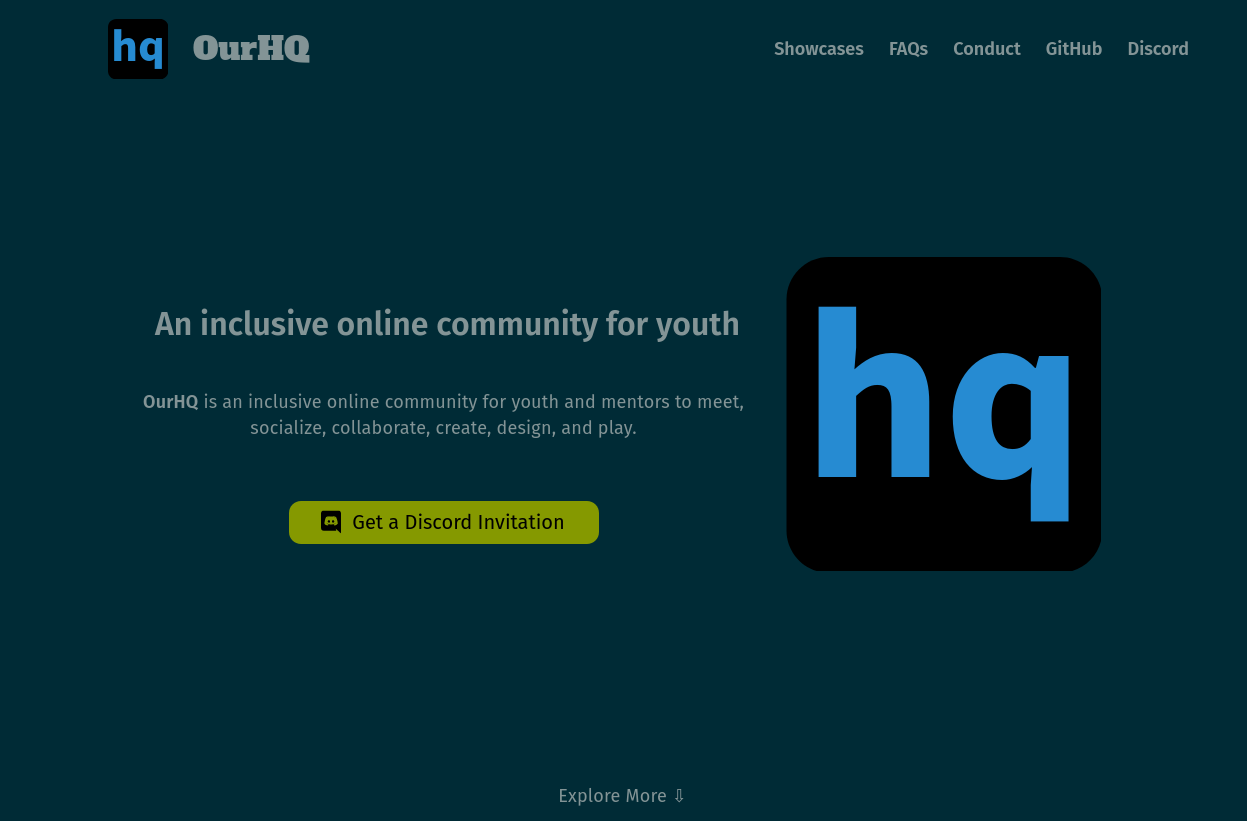 hq OurHQ Showcases FAQs Conduct GitHub Discord
An inclusive online community for youth
OurHQ is an inclusive online community for youth and mentors to meet,
socialize, collaborate, create, design, and play.
Get a Discord Invitation
hq
Explore More ⇩